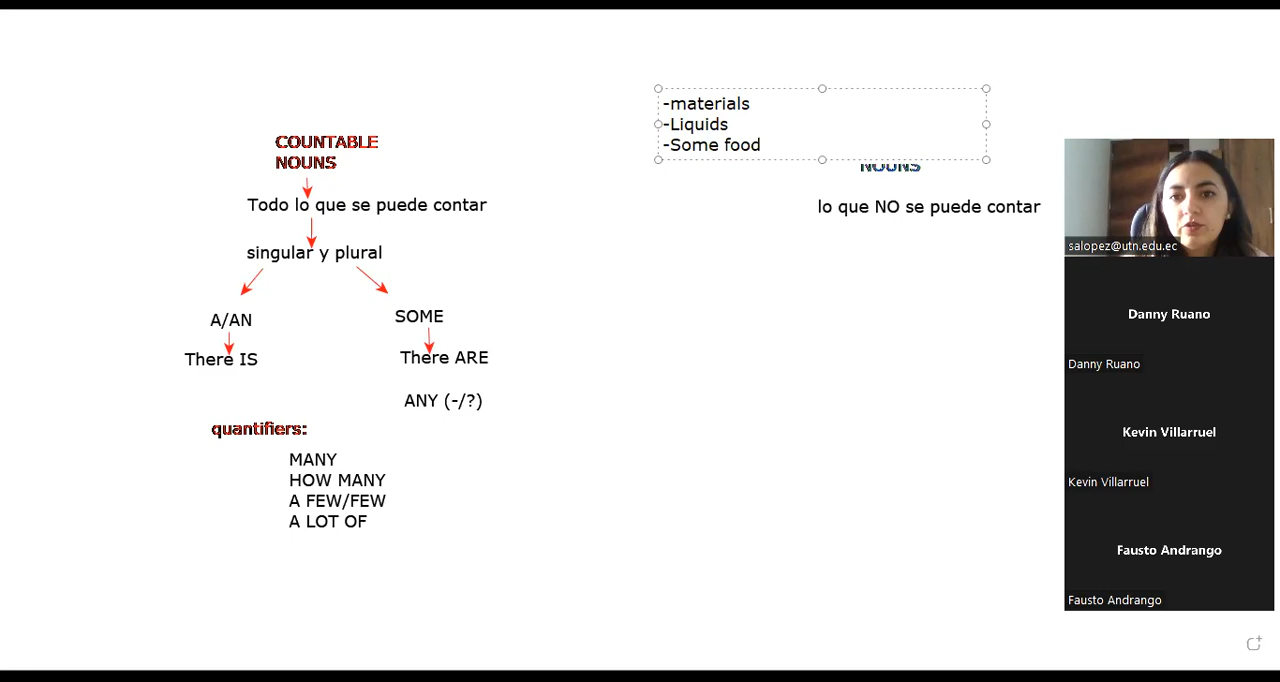 COUNTABLE
NOUNS
Todo lo que se puede contar
singular y plural
A/AN
SOME
There IS
There ARE
ANY (-/?)
quantifiers:
MANY
HOW MANY
A FEW/FEW
A LOT OF
-materials
-Liquids
-Some food
NOUNS
lo que NO se puede contar
salopez@utn.edu.ec
Danny Ruano
Danny Ruano
Kevin Villarruel
Kevin Villarruel
Fausto Andrango
Fausto Andrango